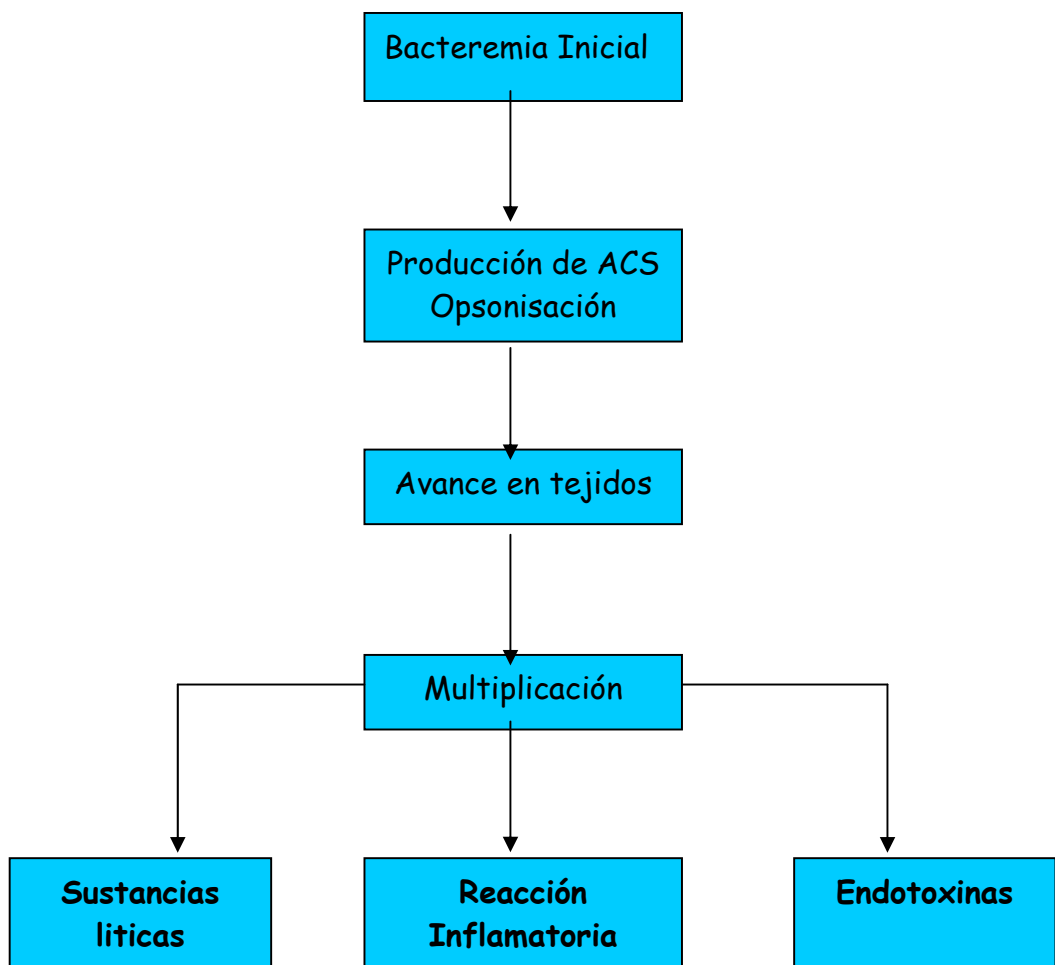 Bacteremia Inicial
Producción de ACS
Opsonisación
Avance en tejidos
Multiplicación
Sustancias
liticas
Reacción
Inflamatoria
Endotoxinas